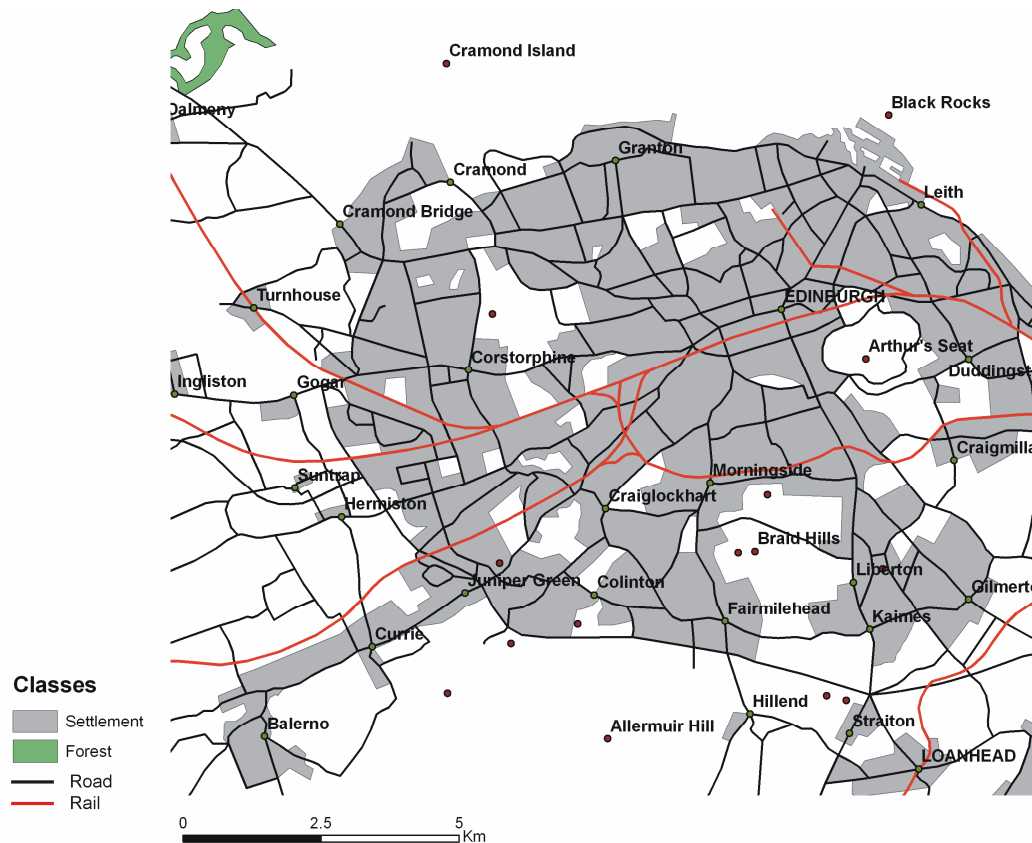 Cramond Island
Black Rocks
Dalmeny
Granton
Cramond
Leith
Cramond Bridge
Turnhouse
EDINBURGH
Arthur's Seat
Corstorphine
Duddingst
Ingliston
Gogar
Craigmilla
Morningside
Suntrap
Craiglockhart
Hermiston
Braid Hills
Liberton
Juniper Green
Colinton
Gilmerto
Fairmilehead
Kaimes
Currie
Classes
Hillend
Settlement
Balerno
Allermuir Hill
Straiton
Forest
LOANHEAD
Road
Rail
0 2.5 5
Km